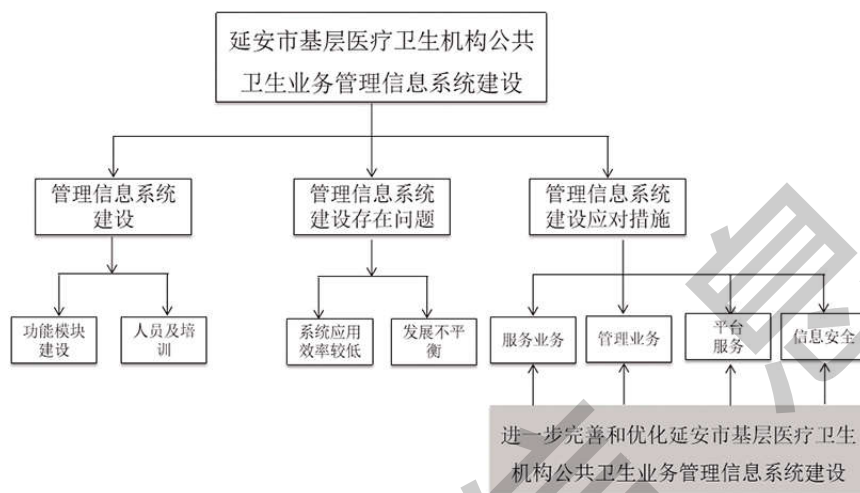 延安市基层医疗卫生机构公共
卫生业务管理信息系统建设
管理信息系统
建设
管理信息系统
建设存在问题
管理信息系统
建设应对措施
功能模块
建设
人员及培
训
系统应用
效率较低
发展不平
衡
服务业务
管理业务
平台
服务
信息安全
进一步完善和优化延安市基层医疗卫生
机构公共卫生业务管理信息系统建设
息